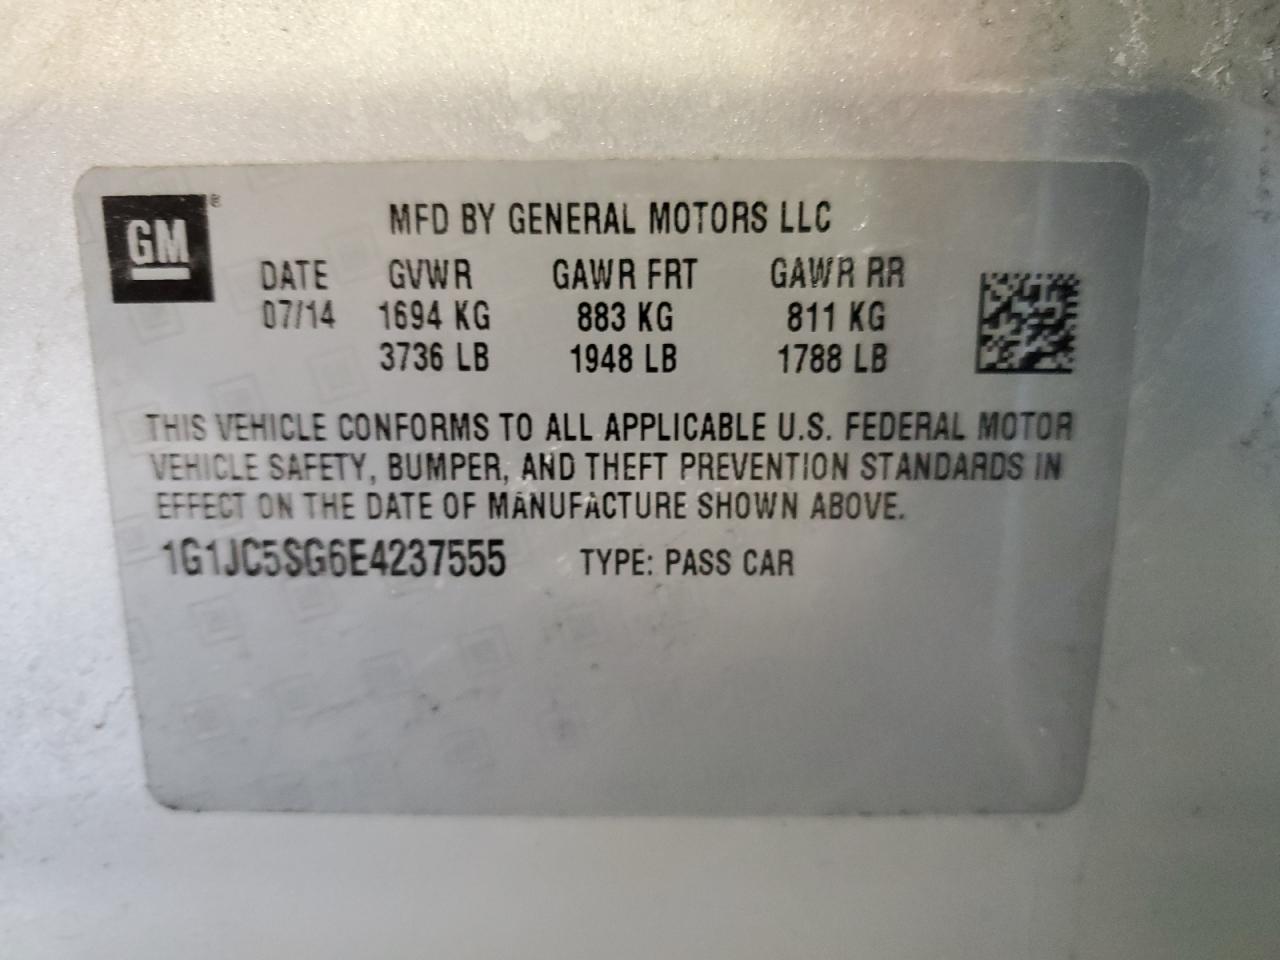 GM®
MFD BY GENERAL MOTORS LLC
DATE GVWR GAWR FRT GAWR RR
07/14 1694 KG 883 KG 811 KG
3736 LB 1948 LB 1788 LB
THIS VEHICLE CONFORMS TO ALL APPLICABLE U.S. FEDERAL MOTOR
VEHICLE SAFETY, BUMPER, AND THEFT PREVENTION STANDARDS IN
EFFECT ON THE DATE OF MANUFACTURE SHOWN ABOVE.
1G1JC5SG6E4237555 TYPE: PASS CAR